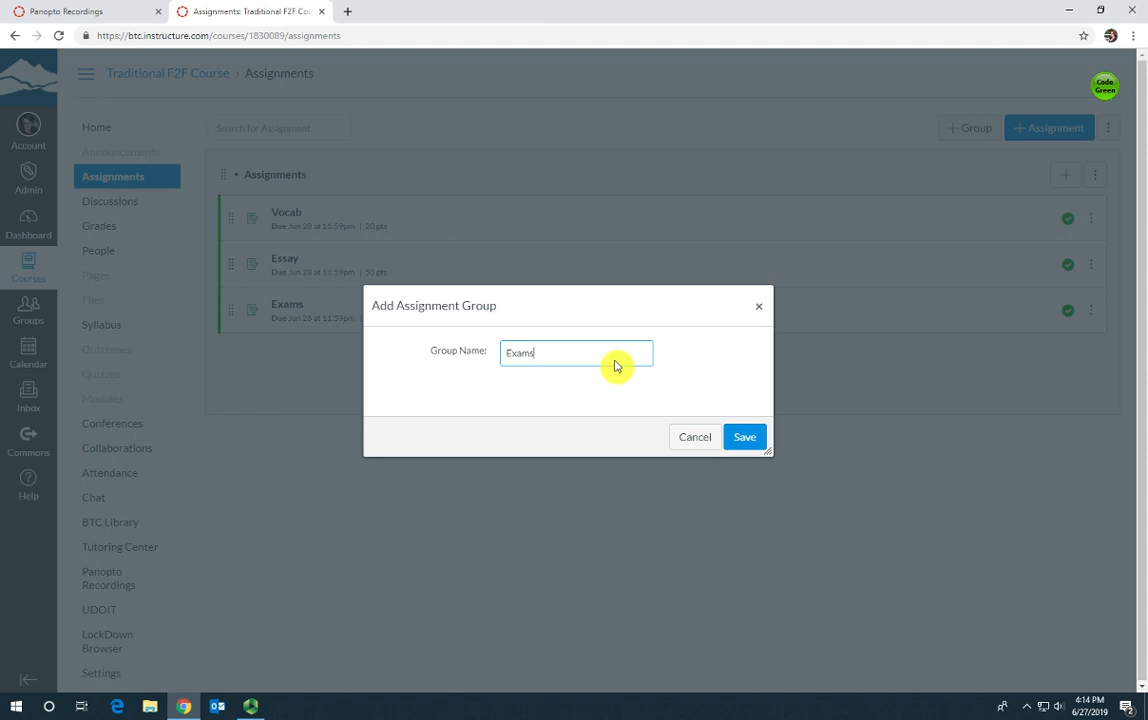 Panopto Recordings
Assignments: Traditional F2F Cou
https://btc.instructure.com/courses/1830089/assignments
Traditional F2F Course › Assignments
Code
Green
Account
Admin
Dashboard
Courses
Groups
Calendar
Inbox
Commons
Help
Home
Announcements
Assignments
Discussions
Grades
People
Pages
Files
Syllabus
Outcomes
Quizzes
Modules
Conferences
Collaborations
Attendance
Chat
BTC Library
Tutoring Center
Panopto
Recordings
UDOIT
LockDown
Browser
Settings
Search for Assignment
+ Group
+ Assignment
Assignments
Vocab
Due Jun 28 at 11:59pm | 20 pts
Essay
Due Jun 28 at 11:59pm | 50 pts
Exams
Due Jun 28 at 11:59pm
Add Assignment Group
Group Name:
Exams
Cancel
Save
4:14 PM
6/27/2019
2